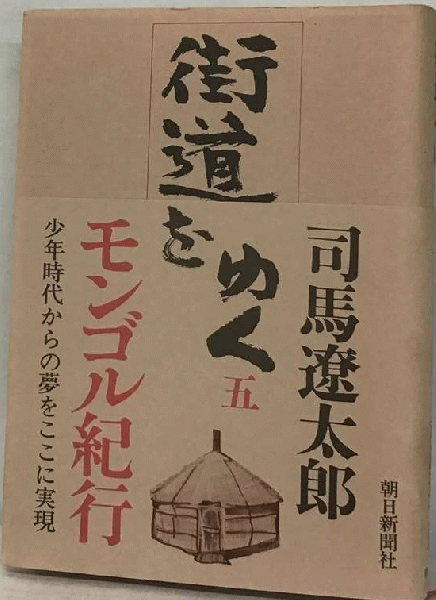 街道をゆく
五
司馬遼太郎
モンゴル紀行
少年時代からの夢をここに実現
朝日新聞社